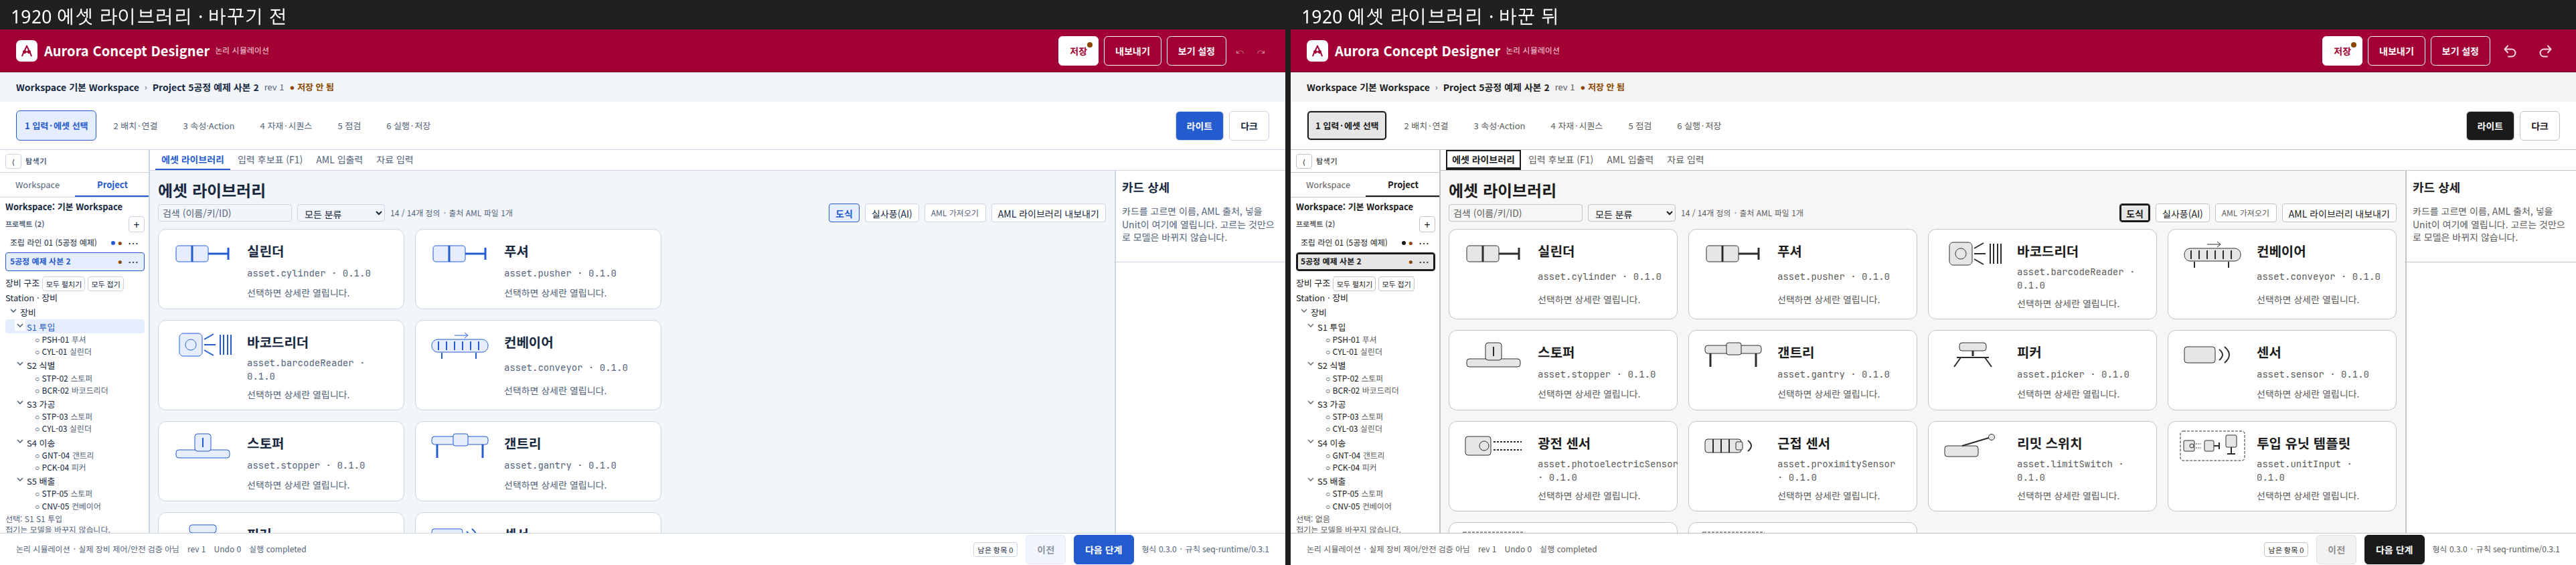 1920 에셋 라이브러리 · 바꾸기 전
Aurora Concept Designer 논리 시뮬레이션
저장 내보내기 보기 설정
Workspace 기본 Workspace › Project 5공정 예제 사본 2 rev 1 ● 저장 안 됨
1 입력·에셋 선택 2 배치·연결 3 속성·Action 4 자재·시퀀스 5 점검 6 실행·저장 라이트 다크
탐색기
Workspace Project
Workspace: 기본 Workspace
프로젝트 (2) +
조립 라인 01 (5공정 예제) ● ● ⋯
5공정 예제 사본 2 ● ⋯
장비 구조 모두 펼치기 모두 접기
Station · 장비
장비
S1 투입
○ PSH-01 푸셔
○ CYL-01 실린더
S2 식별
○ STP-02 스토퍼
○ BCR-02 바코드리더
S3 가공
○ STP-03 스토퍼
○ CYL-03 실린더
S4 이송
○ GNT-04 갠트리
○ PCK-04 피커
S5 배출
○ STP-05 스토퍼
○ CNV-05 컨베이어
선택: S1 S1 투입
접기는 모델을 바꾸지 않습니다.
에셋 라이브러리 입력 후보표 (F1) AML 입출력 자료 입력
에셋 라이브러리
검색 (이름/키/ID) 모든 분류 14 / 14개 정의 · 출처 AML 파일 1개 도식 실사풍(AI) AML 가져오기 AML 라이브러리 내보내기
실린더
asset.cylinder · 0.1.0
선택하면 상세란 열립니다.
푸셔
asset.pusher · 0.1.0
선택하면 상세란 열립니다.
바코드리더
asset.barcodeReader ·
0.1.0
선택하면 상세란 열립니다.
컨베이어
asset.conveyor · 0.1.0
선택하면 상세란 열립니다.
스토퍼
asset.stopper · 0.1.0
선택하면 상세란 열립니다.
갠트리
asset.gantry · 0.1.0
선택하면 상세란 열립니다.
카드 상세
카드를 고르면 이름, AML 출처, 넣을
Unit이 여기에 열립니다. 고르는 것만으
로 모델은 바뀌지 않습니다.
논리 시뮬레이션 · 실제 장비 제어/안전 검증 아님 rev 1 Undo 0 실행 completed
남은 항목 0 이전 다음 단계 형식 0.3.0 · 규칙 seq-runtime/0.3.1
1920 에셋 라이브러리 · 바꾼 뒤
Aurora Concept Designer 논리 시뮬레이션
저장 내보내기 보기 설정
Workspace 기본 Workspace › Project 5공정 예제 사본 2 rev 1 ● 저장 안 됨
1 입력·에셋 선택 2 배치·연결 3 속성·Action 4 자재·시퀀스 5 점검 6 실행·저장 라이트 다크
탐색기
Workspace Project
Workspace: 기본 Workspace
프로젝트 (2) +
조립 라인 01 (5공정 예제) ● ● ⋯
5공정 예제 사본 2 ● ⋯
장비 구조 모두 펼치기 모두 접기
Station · 장비
장비
S1 투입
○ PSH-01 푸셔
○ CYL-01 실린더
S2 식별
○ STP-02 스토퍼
○ BCR-02 바코드리더
S3 가공
○ STP-03 스토퍼
○ CYL-03 실린더
S4 이송
○ GNT-04 갠트리
○ PCK-04 피커
S5 배출
○ STP-05 스토퍼
○ CNV-05 컨베이어
선택: 없음
접기는 모델을 바꾸지 않습니다.
에셋 라이브러리 입력 후보표 (F1) AML 입출력 자료 입력
에셋 라이브러리
검색 (이름/키/ID) 모든 분류 14 / 14개 정의 · 출처 AML 파일 1개 도식 실사풍(AI) AML 가져오기 AML 라이브러리 내보내기
실린더
asset.cylinder · 0.1.0
선택하면 상세란 열립니다.
푸셔
asset.pusher · 0.1.0
선택하면 상세란 열립니다.
바코드리더
asset.barcodeReader ·
0.1.0
선택하면 상세란 열립니다.
컨베이어
asset.conveyor · 0.1.0
선택하면 상세란 열립니다.
스토퍼
asset.stopper · 0.1.0
선택하면 상세란 열립니다.
갠트리
asset.gantry · 0.1.0
선택하면 상세란 열립니다.
피커
asset.picker · 0.1.0
선택하면 상세란 열립니다.
센서
asset.sensor · 0.1.0
선택하면 상세란 열립니다.
광전 센서
asset.photoelectricSensor
· 0.1.0
선택하면 상세란 열립니다.
근접 센서
asset.proximitySensor
· 0.1.0
선택하면 상세란 열립니다.
리밋 스위치
asset.limitSwitch ·
0.1.0
선택하면 상세란 열립니다.
투입 유닛 템플릿
asset.unitInput ·
0.1.0
선택하면 상세란 열립니다.
카드 상세
카드를 고르면 이름, AML 출처, 넣을
Unit이 여기에 열립니다. 고르는 것만으
로 모델은 바뀌지 않습니다.
논리 시뮬레이션 · 실제 장비 제어/안전 검증 아님 rev 1 Undo 0 실행 completed
남은 항목 0 이전 다음 단계 형식 0.3.0 · 규칙 seq-runtime/0.3.1